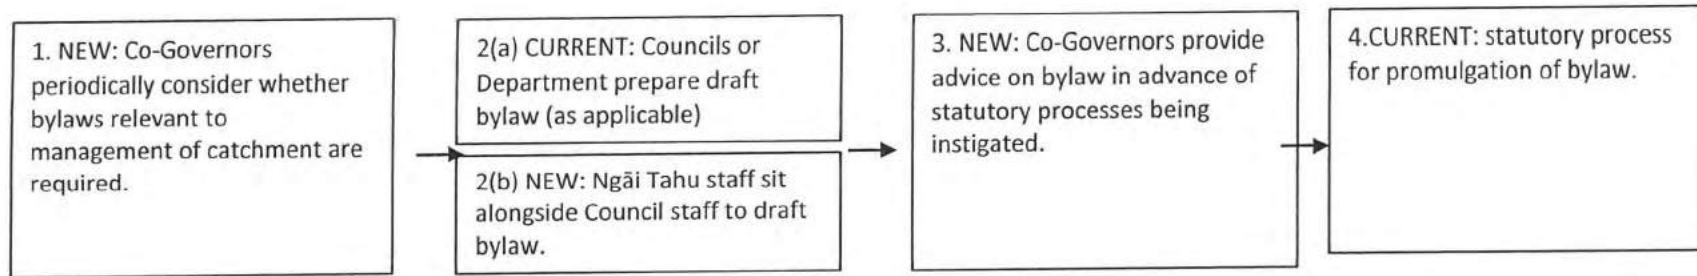 1. NEW: Co-Governors
periodically consider whether
bylaws relevant to
management of catchment are
required.
2(a) CURRENT: Councils or
Department prepare draft
bylaw (as applicable)
2(b) NEW: Ngāi Tahu staff sit
alongside Council staff to draft
bylaw.
3. NEW: Co-Governors provide
advice on bylaw in advance of
statutory processes being
instigated.
4.CURRENT: statutory process
for promulgation of bylaw.